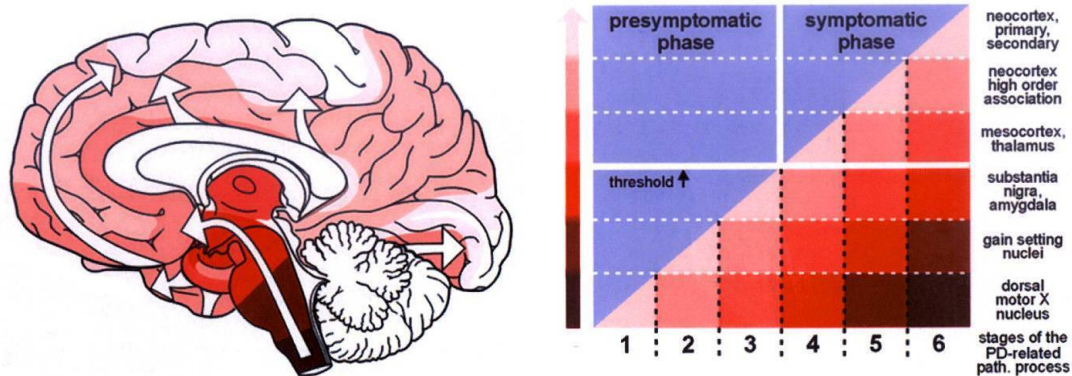 presymptomatic
phase
symptomatic
phase
neocortex,
primary,
secondary
neocortex
high order
association
mesocortex,
thalamus
threshold
substantia
nigra,
amygdala
gain setting
nuclei
dorsal
motor X
nucleus
1 2 3 4 5 6
stages of the
PD-related
path. process